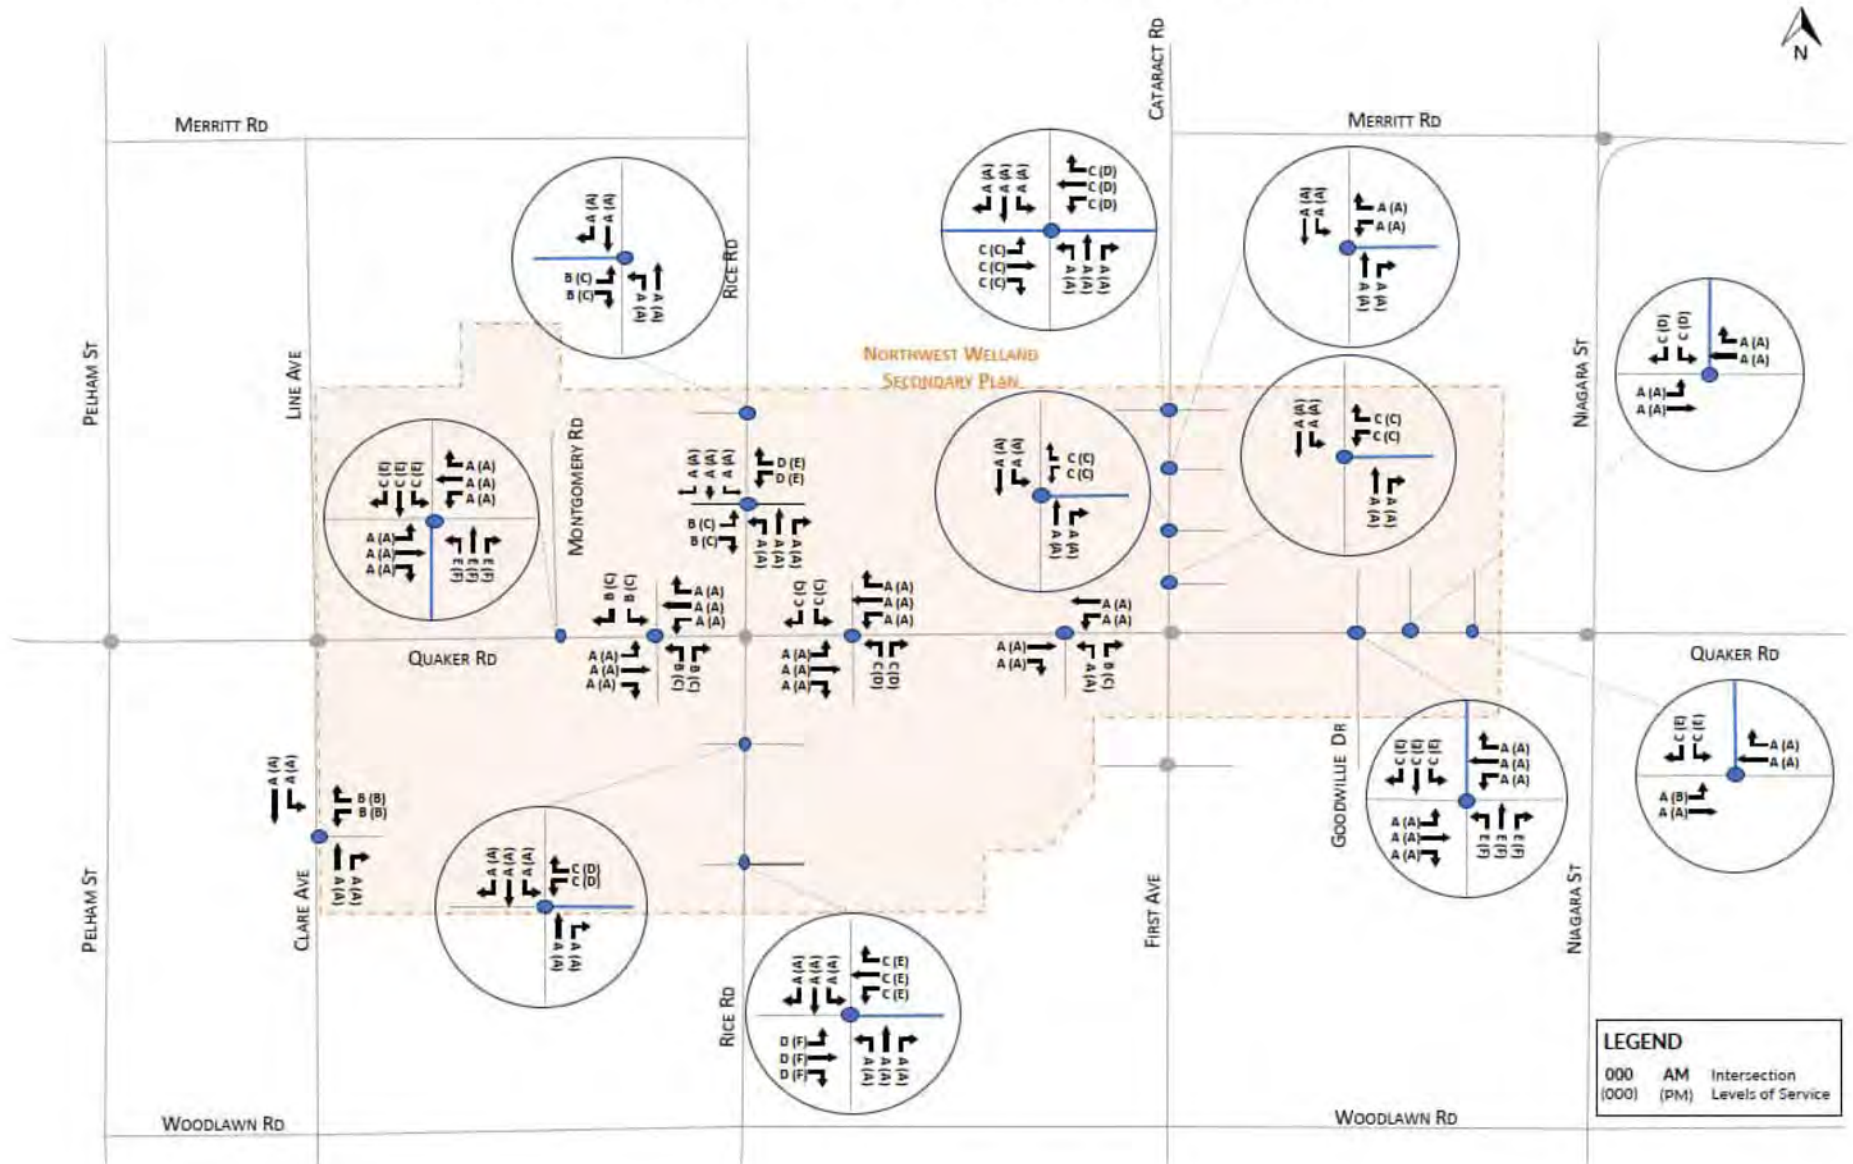 CATARACT RD
N
MERRITT RD
MERRITT RD
RICE RD
A (A)
A (A)
B (C)
B (C)
A (A)
A (A)
A (A)
A (A)
A (A)
C (D)
C (D)
C (D)
C (C)
C (C)
C (C)
A (A)
A (A)
A (A)
A (A)
A (A)
A (A)
A (A)
A (A)
A (A)
C (D)
C (D)
A (A)
A (A)
A (A)
A (A)
NORTHWEST WELLAND
SECONDARY PLAN
PELHAM ST
LINE AVE
MONTGOMERY RD
NIAGARA ST
C (E)
C (E)
C (E)
A (A)
A (A)
A (A)
A (A)
A (A)
A (A)
E (F)
E (F)
E (F)
A (A)
A (A)
A (A)
D (E)
D (E)
B (C)
B (C)
A (A)
A (A)
A (A)
A (A)
A (A)
C (C)
C (C)
A (A)
A (A)
A (A)
A (A)
C (C)
C (C)
A (A)
A (A)
B (C)
B (C)
A (A)
A (A)
A (A)
A (A)
A (A)
A (A)
B (C)
B (C)
C (C)
C (C)
A (A)
A (A)
A (A)
A (A)
A (A)
A (A)
C (D)
C (D)
A (A)
A (A)
A (A)
A (A)
A (A)
B (C)
QUAKER RD
QUAKER RD
A (A)
A (A)
B (B)
B (B)
A (A)
A (A)
CLARE AVE
PELHAM ST
A (A)
A (A)
A (A)
C (D)
C (D)
A (A)
A (A)
RICE RD
A (A)
A (A)
A (A)
C (E)
C (E)
C (E)
D (F)
D (F)
D (F)
A (A)
A (A)
A (A)
FIRST AVE
GOODWILLIE DR
C (E)
C (E)
C (E)
A (A)
A (A)
A (A)
A (A)
A (A)
A (A)
E (F)
E (F)
E (F)
NIAGARA ST
C (E)
C (E)
A (A)
A (A)
A (B)
A (A)
WOODLAWN RD
WOODLAWN RD
LEGEND
000 AM Intersection
(000) (PM) Levels of Service